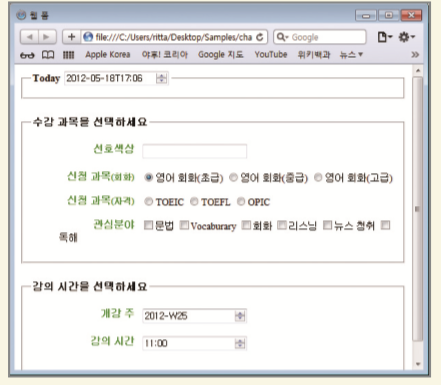 웹 폼
file:///C:/Users/ritta/Desktop/Samples/cha
Google
Apple Korea 야후! 코리아 Google 지도 YouTube 위키백과 뉴스
Today 2012-05-18T17:06
수강 과목을 선택하세요
선호색상
신청 과목(회화) 영어 회화(초급) 영어 회화(중급) 영어 회화(고급)
신청 과목(자격) TOEIC TOEFL OPIC
관심분야 문법 Vocaburary 회화 리스닝 뉴스 청취
독해
강의 시간을 선택하세요
개강 주 2012-W25
강의 시간 11:00